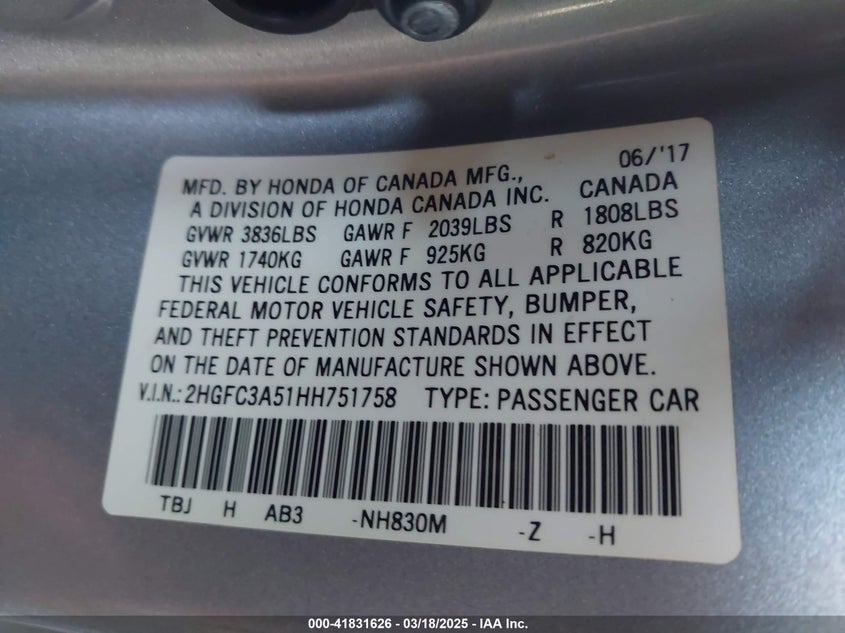 06/'17
MFD. BY HONDA OF CANADA MFG.,
A DIVISION OF HONDA CANADA INC. CANADA
GVWR 3836LBS GAWR F 2039LBS R 1808LBS
GVWR 1740KG GAWR F 925KG R 820KG
THIS VEHICLE CONFORMS TO ALL APPLICABLE
FEDERAL MOTOR VEHICLE SAFETY, BUMPER,
AND THEFT PREVENTION STANDARDS IN EFFECT
ON THE DATE OF MANUFACTURE SHOWN ABOVE.
V.I.N.: 2HGFC3A51HH751758 TYPE: PASSENGER CAR
TBJ H AB3 -NH830M -Z -H
000-41831626 - 03/18/2025 - IAA Inc.